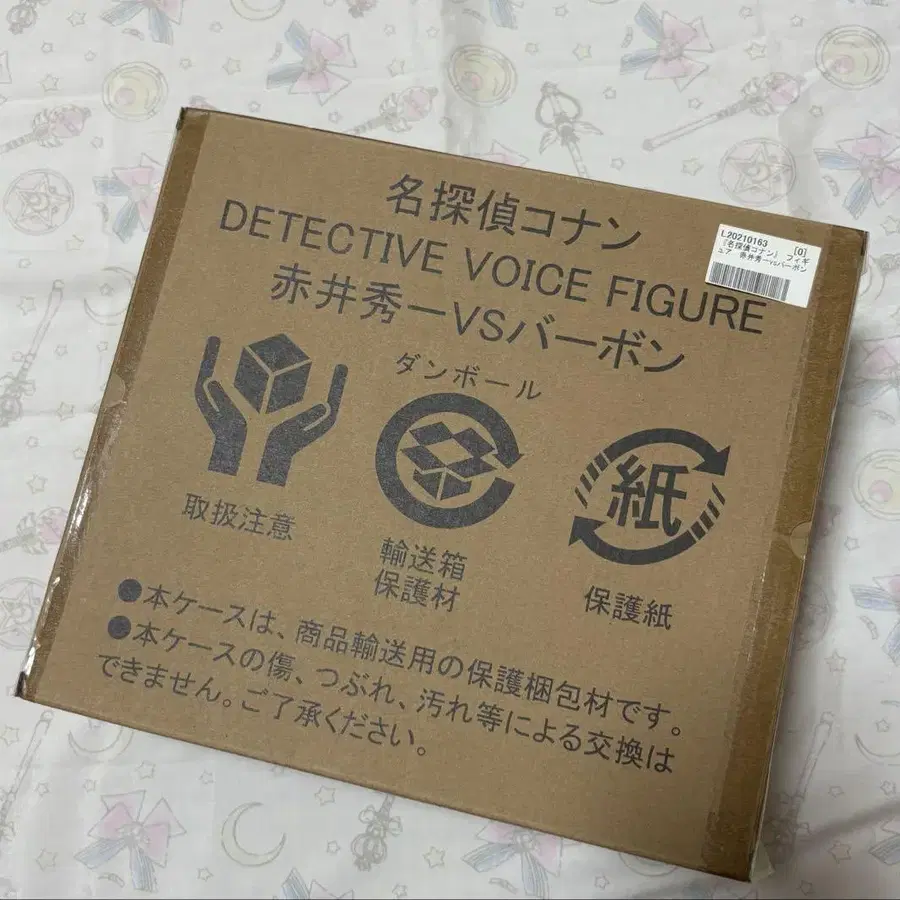 名探偵コナン
DETECTIVE VOICE FIGURE
赤井秀一VSバーボン
L20210163 [0]
『名探偵コナン』 フィギ
ュア 赤井秀一vsバーボン
ダンボール
紙
取扱注意
輸送箱
保護材
保護紙
●本ケースは、商品輸送用の保護梱包材です。
●本ケースの傷、つぶれ、汚れ等による交換は
できません。ご了承ください。